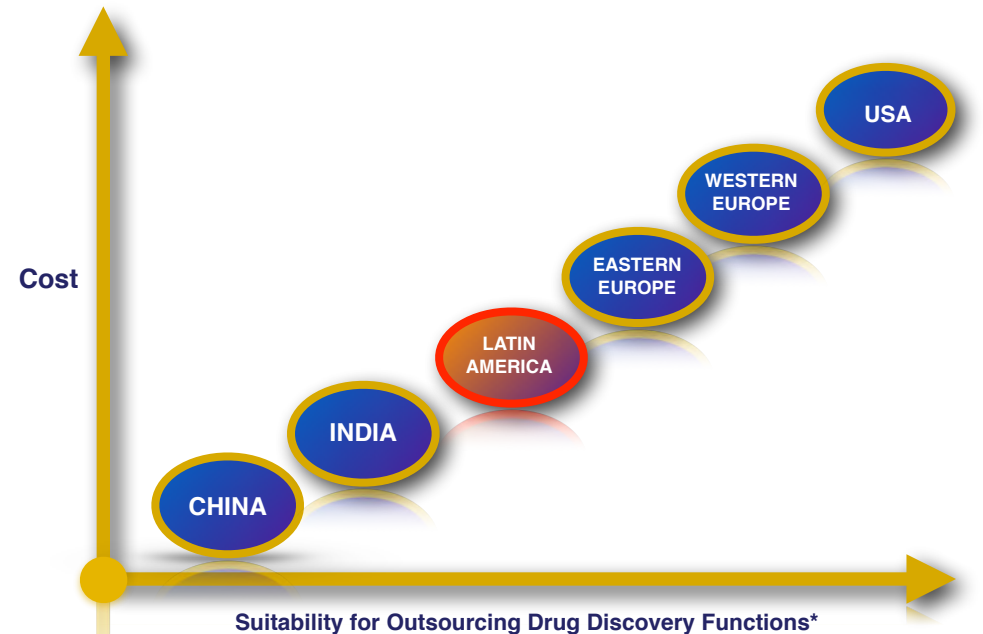 USA
WESTERN
EUROPE
EASTERN
EUROPE
Cost
LATIN
AMERICA
INDIA
CHINA
Suitability for Outsourcing Drug Discovery Functions*